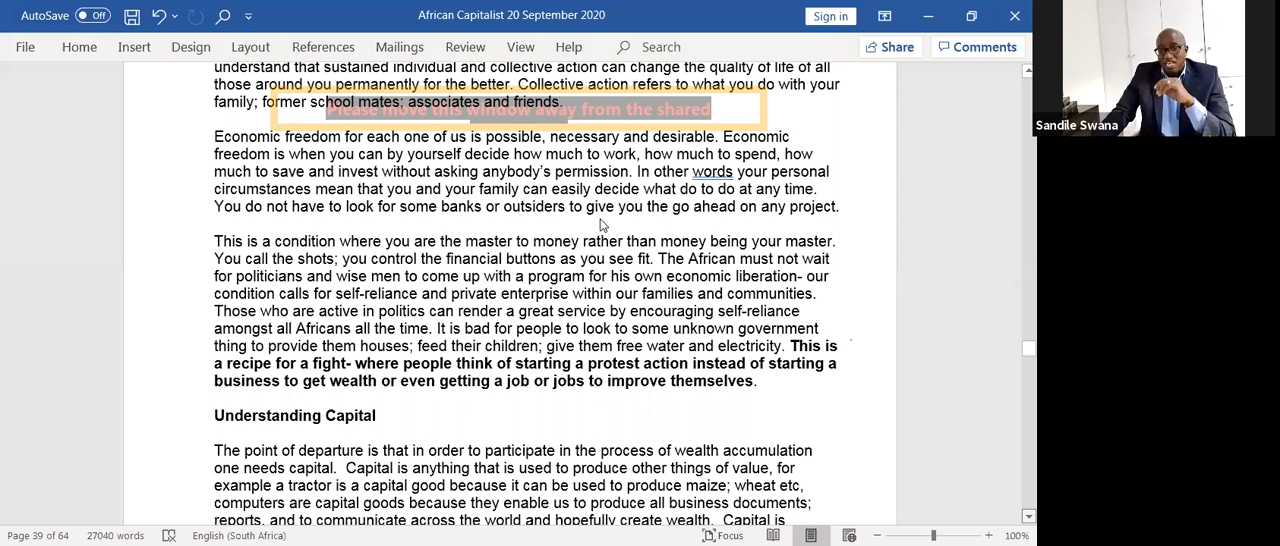 AutoSave Off
African Capitalist 20 September 2020
Sign in
File Home Insert Design Layout References Mailings Review View Help Search Share Comments
understand that sustained individual and collective action can change the quality of life of all
those around you permanently for the better. Collective action refers to what you do with your
family; former school mates; associates and friends.
Please move this window away from the shared
Economic freedom for each one of us is possible, necessary and desirable. Economic
freedom is when you can by yourself decide how much to work, how much to spend, how
much to save and invest without asking anybody's permission. In other words your personal
circumstances mean that you and your family can easily decide what do to do at any time.
You do not have to look for some banks or outsiders to give you the go ahead on any project.
This is a condition where you are the master to money rather than money being your master.
You call the shots; you control the financial buttons as you see fit. The African must not wait
for politicians and wise men to come up with a program for his own economic liberation- our
condition calls for self-reliance and private enterprise within our families and communities.
Those who are active in politics can render a great service by encouraging self-reliance
amongst all Africans all the time. It is bad for people to look to some unknown government
thing to provide them houses; feed their children; give them free water and electricity. This is
a recipe for a fight- where people think of starting a protest action instead of starting a
business to get wealth or even getting a job or jobs to improve themselves.
Understanding Capital
The point of departure is that in order to participate in the process of wealth accumulation
one needs capital. Capital is anything that is used to produce other things of value, for
example a tractor is a capital good because it can be used to produce maize; wheat etc,
computers are capital goods because they enable us to produce all business documents;
reports, and to communicate across the world and hopefully create wealth. Capital is
Page 39 of 64 27040 words English (South Africa) Focus 100%
Sandile Swana